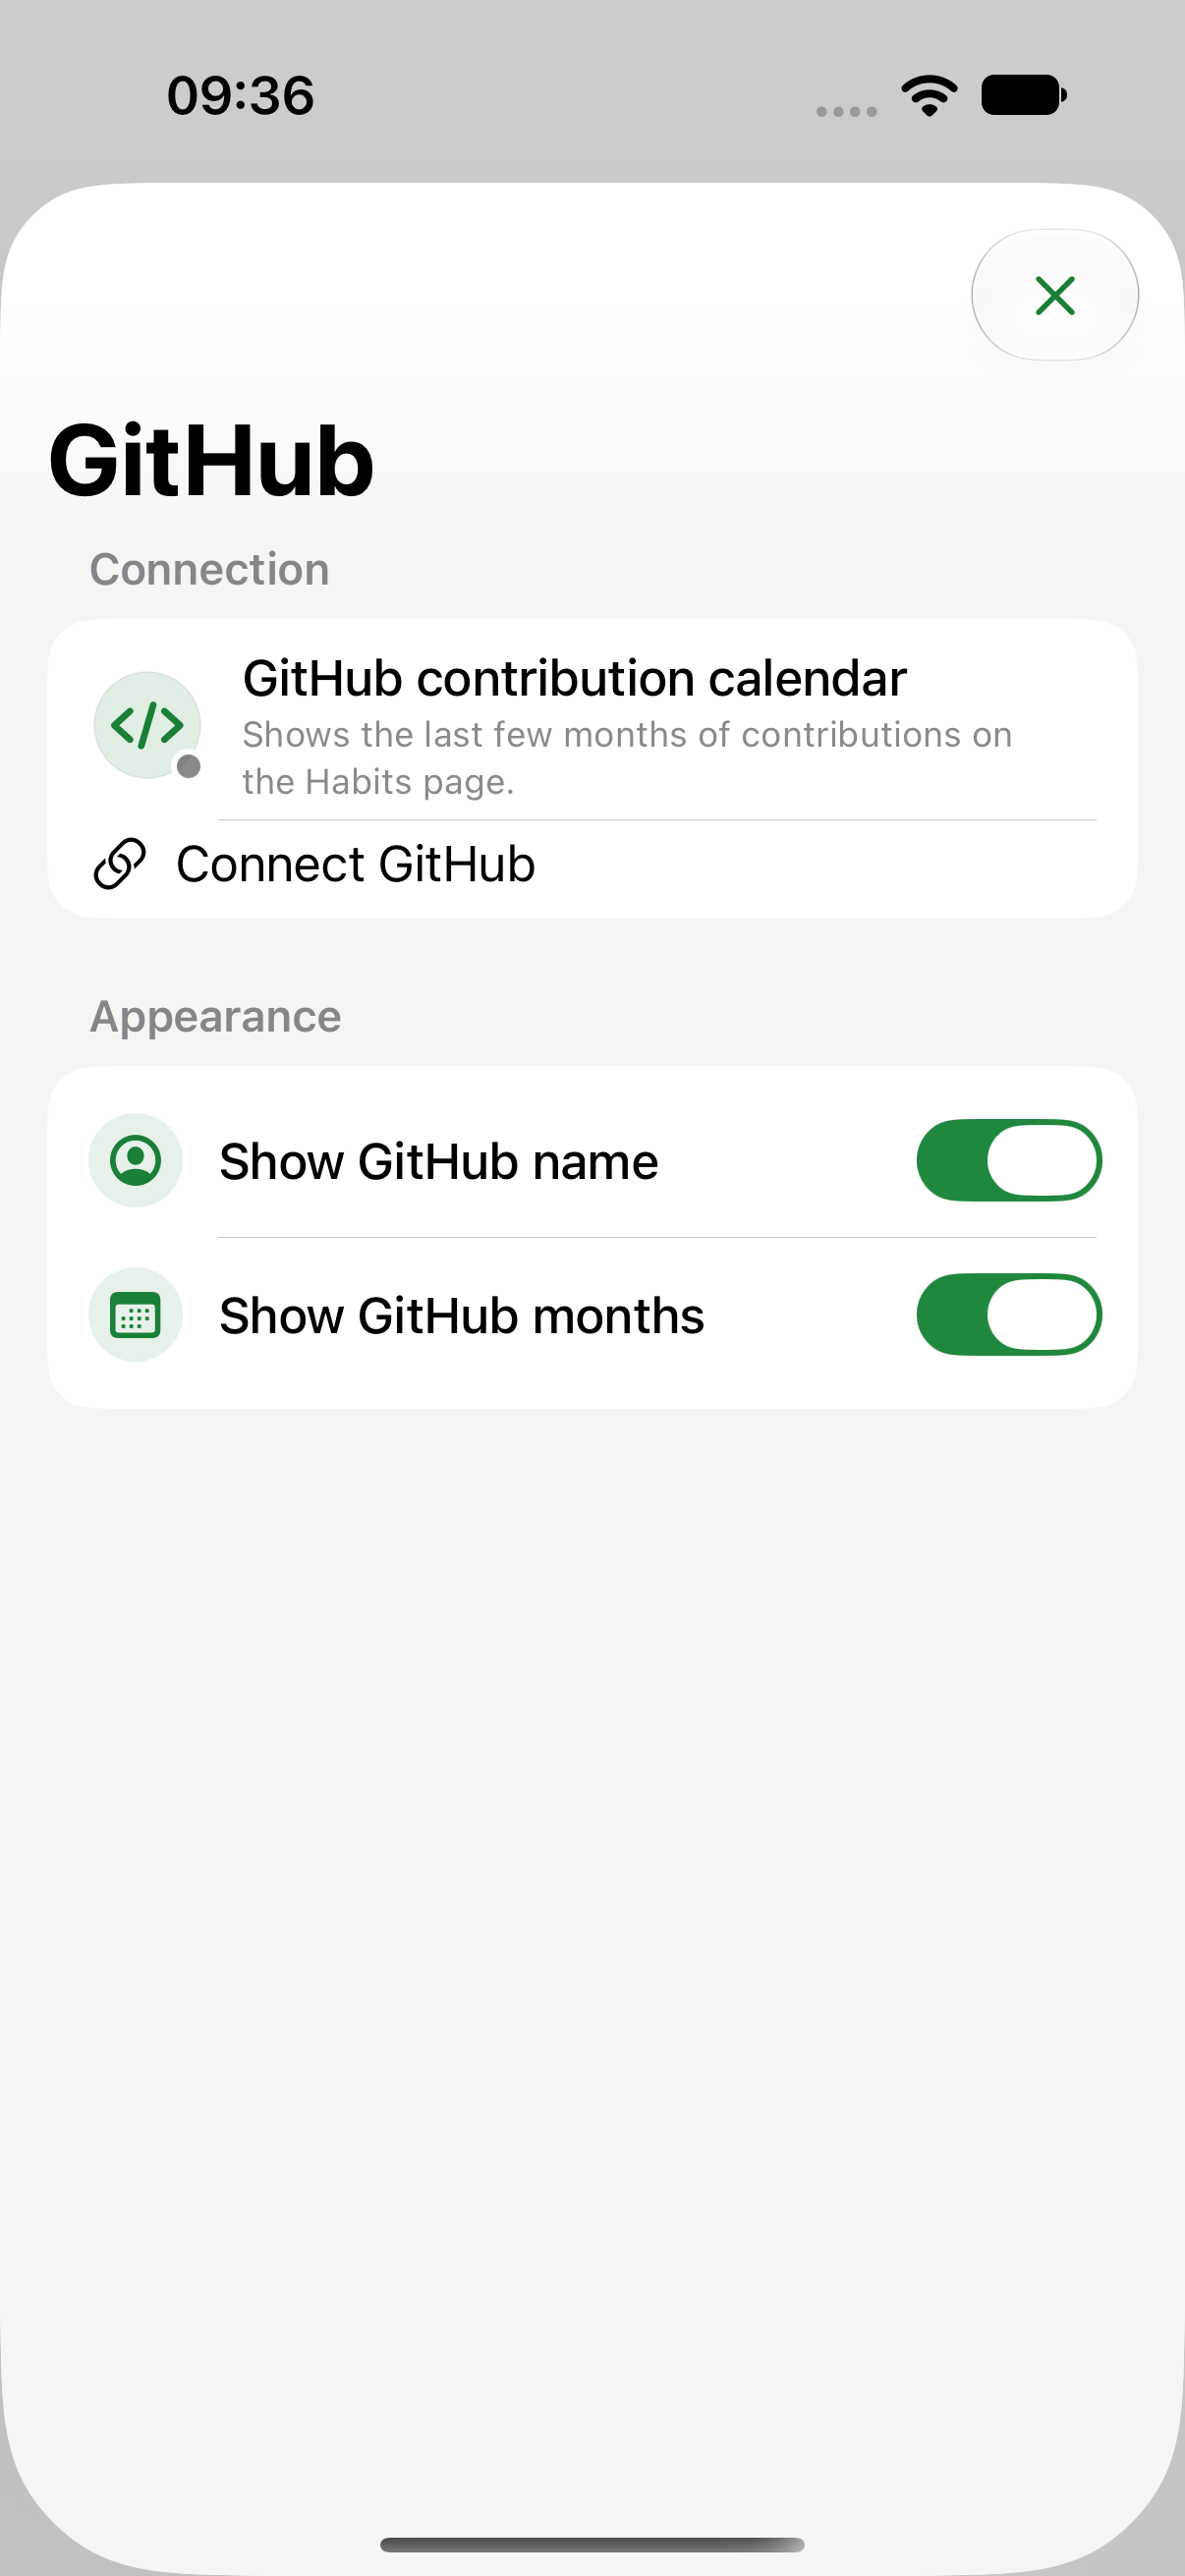 09:36
GitHub
Connection
GitHub contribution calendar
Shows the last few months of contributions on
the Habits page.
Connect GitHub
Appearance
Show GitHub name
Show GitHub months